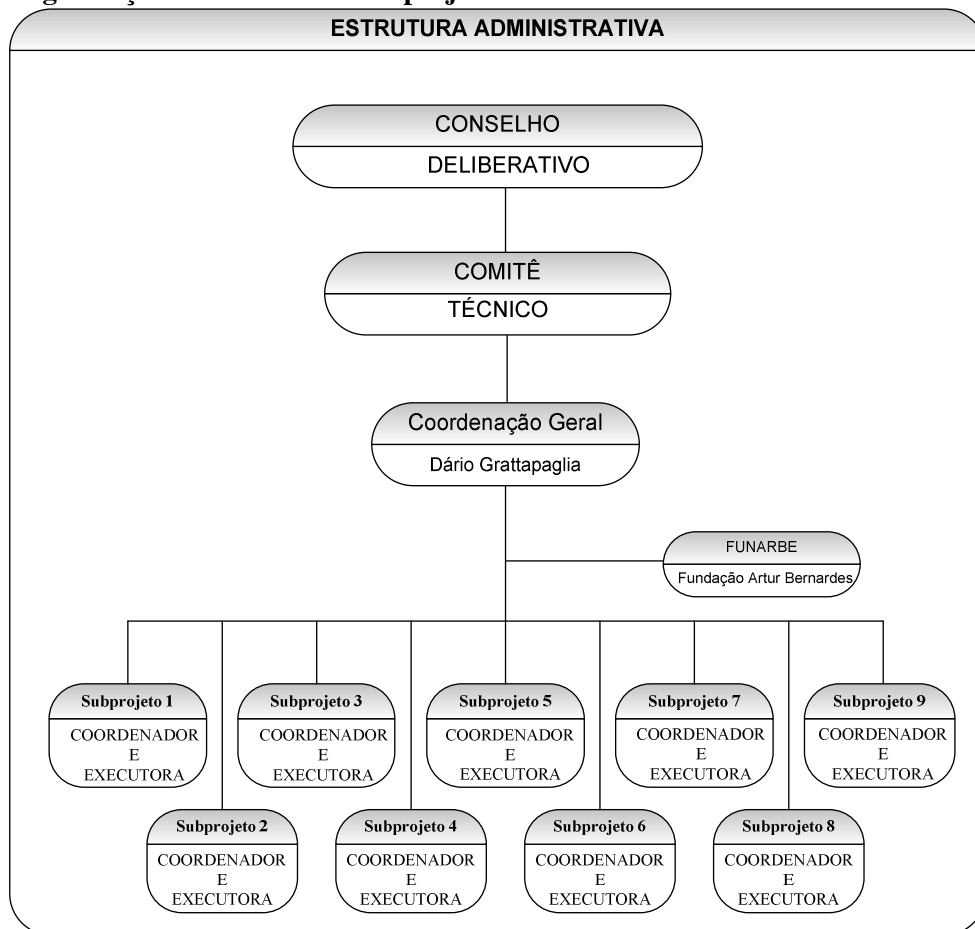 ESTRUTURA ADMINISTRATIVA
CONSELHO
DELIBERATIVO
COMITÊ
TÉCNICO
Coordenação Geral
Dário Grattapaglia
FUNARBE
Fundação Artur Bernardes
Subprojeto 1
COORDENADOR
E
EXECUTORA
Subprojeto 3
COORDENADOR
E
EXECUTORA
Subprojeto 5
COORDENADOR
E
EXECUTORA
Subprojeto 7
COORDENADOR
E
EXECUTORA
Subprojeto 9
COORDENADOR
E
EXECUTORA
Subprojeto 2
COORDENADOR
E
EXECUTORA
Subprojeto 4
COORDENADOR
E
EXECUTORA
Subprojeto 6
COORDENADOR
E
EXECUTORA
Subprojeto 8
COORDENADOR
E
EXECUTORA